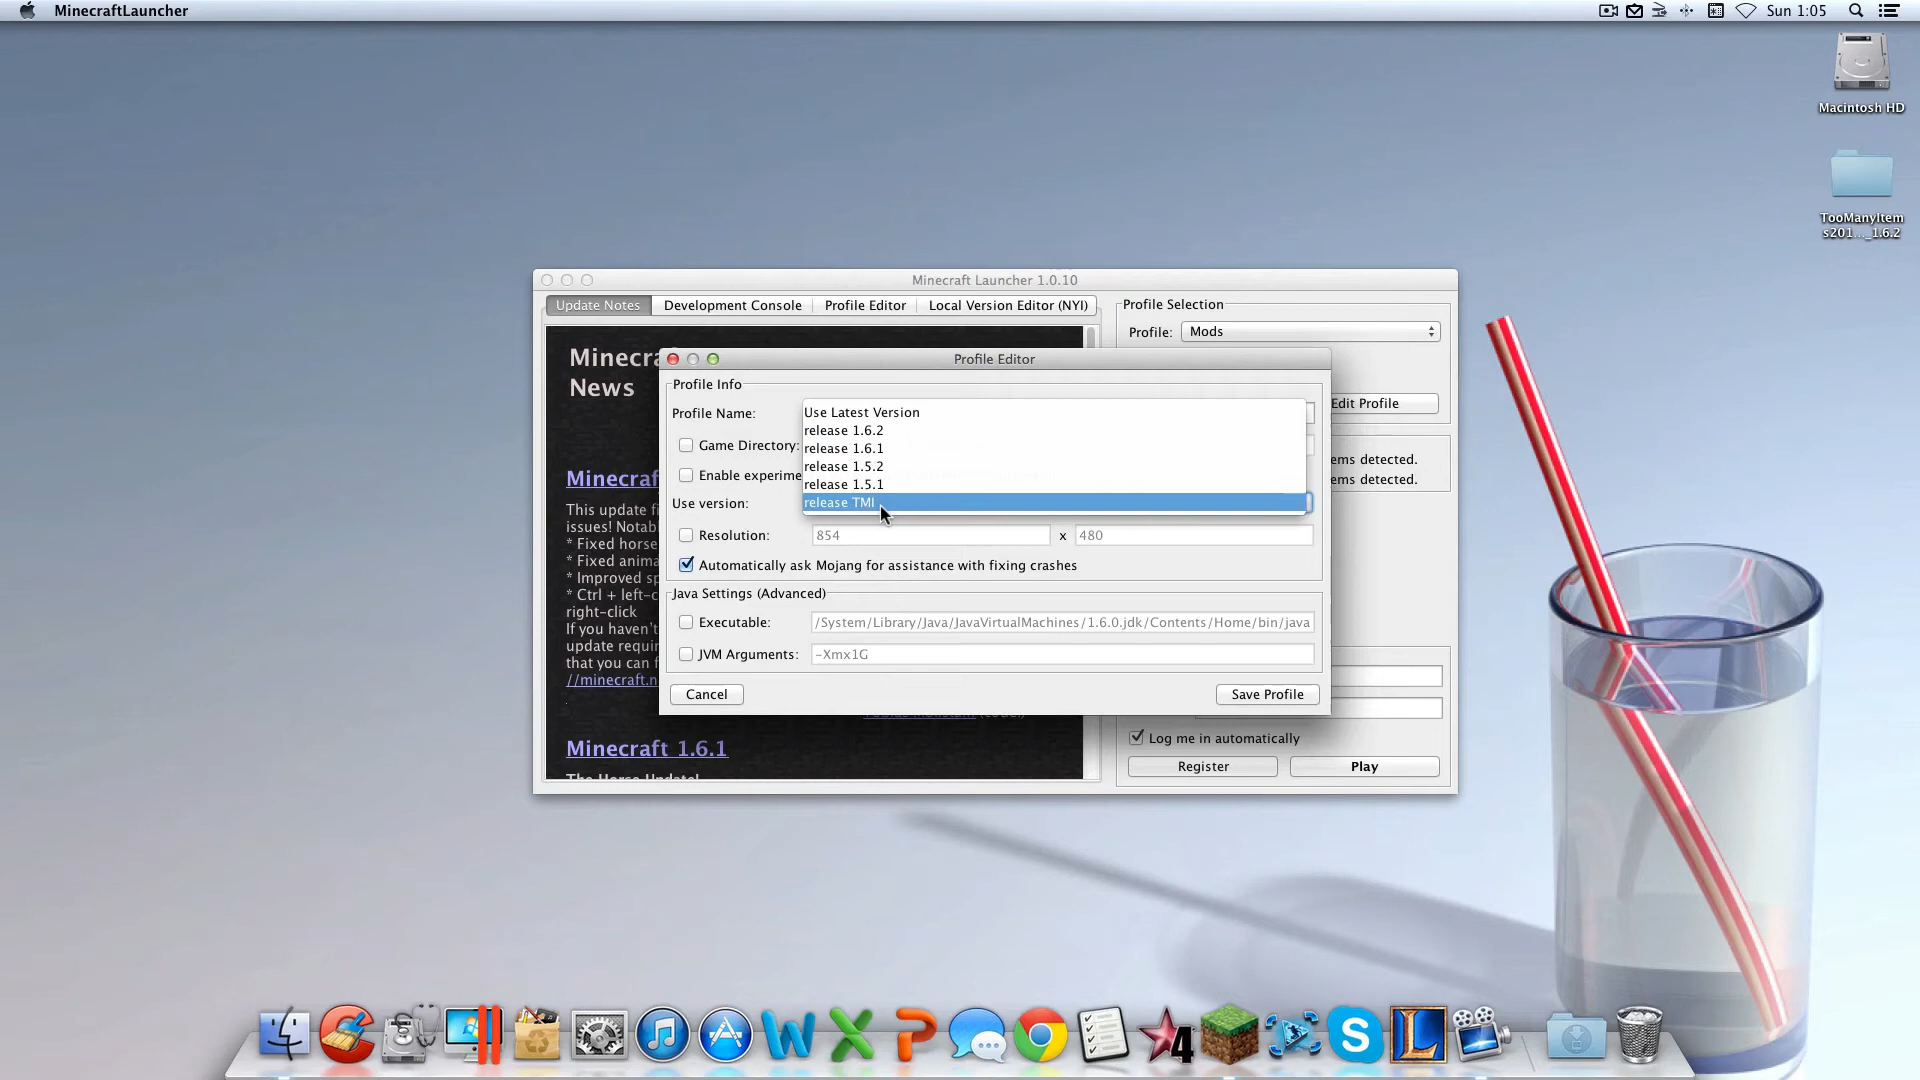 MinecraftLauncher
Sun 1:05
Macintosh HD
TooManyItem
s201..._1.6.2
Minecraft Launcher 1.0.10
Update Notes
Development Console
Profile Editor
Local Version Editor (NYI)
Profile Selection
Profile:
Mods
Edit Profile
Minecra
News
Minecraf
This update fi
issues! Notab
* Fixed horse
* Fixed anima
* Improved sp
* Ctrl + left-c
right-click
If you haven't
update requir
that you can f
//minecraft.n
Minecraft 1.6.1
The Horse Update!
ems detected.
ems detected.
Log me in automatically
Register
Play
Profile Editor
Profile Info
Profile Name:
Game Directory:
Enable experime
Use version:
Use Latest Version
release 1.6.2
release 1.6.1
release 1.5.2
release 1.5.1
release TMI
Resolution:
854
x
480
Automatically ask Mojang for assistance with fixing crashes
Java Settings (Advanced)
Executable:
/System/Library/Java/JavaVirtualMachines/1.6.0.jdk/Contents/Home/bin/java
JVM Arguments:
-Xmx1G
Cancel
Save Profile
W
X
P
4
S
L